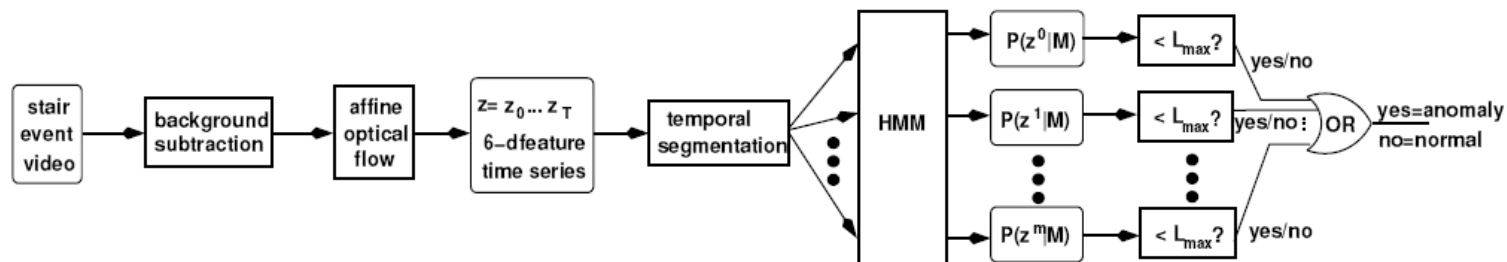 stair
event
video
background
subtraction
affine
optical
flow
z= z₀... z_T
6–dfeature
time series
temporal
segmentation
HMM
P(z⁰|M)
< Lmax?
yes/no
P(z¹|M)
< Lmax?
yes/no
P(zᵐ|M)
< Lmax?
yes/no
OR
yes=anomaly
no=normal